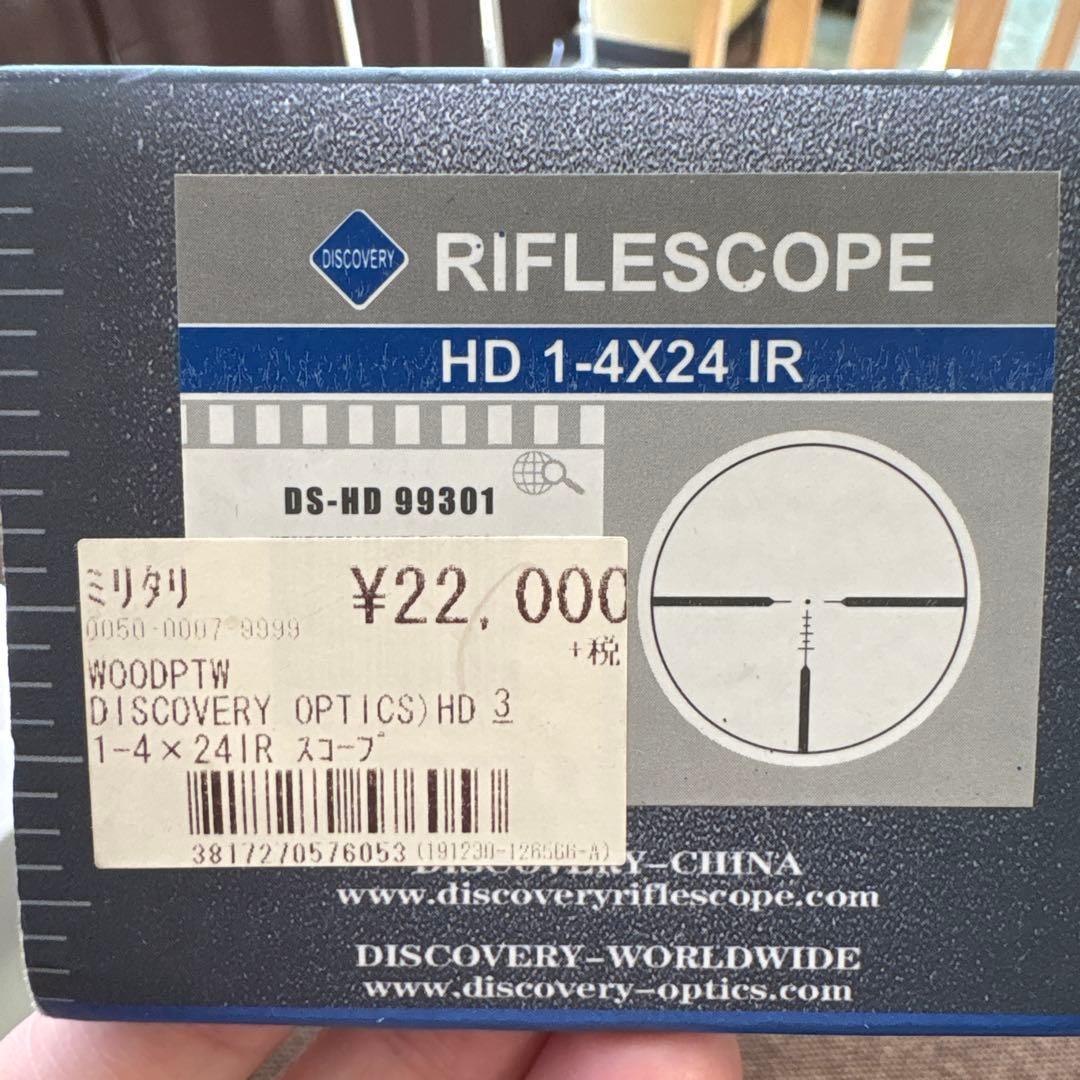 DISCOVERY RIFLESCOPE
HD 1-4X24 IR
DS-HD 99301
ミリタリ ¥22,000
0050-0007-9999 +税
WOODPTW
DISCOVERY OPTICS)HD 3
1-4×24IR スコープ
3817270576053 (191230-126566-A)
DISCOVERY-CHINA
www.discoveryriflescope.com
DISCOVERY-WORLDWIDE
www.discovery-optics.com